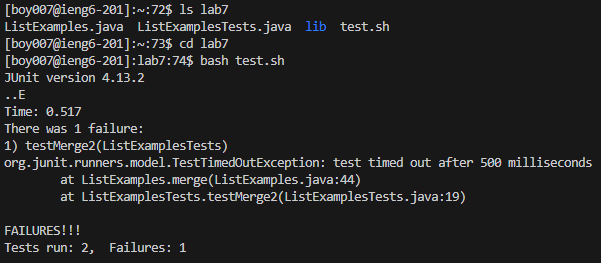 [boy007@ieng6-201]:~:72$ ls lab7
ListExamples.java  ListExamplesTests.java  lib  test.sh
[boy007@ieng6-201]:~:73$ cd lab7
[boy007@ieng6-201]:lab7:74$ bash test.sh
JUnit version 4.13.2
..E
Time: 0.517
There was 1 failure:
1) testMerge2(ListExamplesTests)
org.junit.runners.model.TestTimedOutException: test timed out after 500 milliseconds
        at ListExamples.merge(ListExamples.java:44)
        at ListExamplesTests.testMerge2(ListExamplesTests.java:19)

FAILURES!!!
Tests run: 2,  Failures: 1